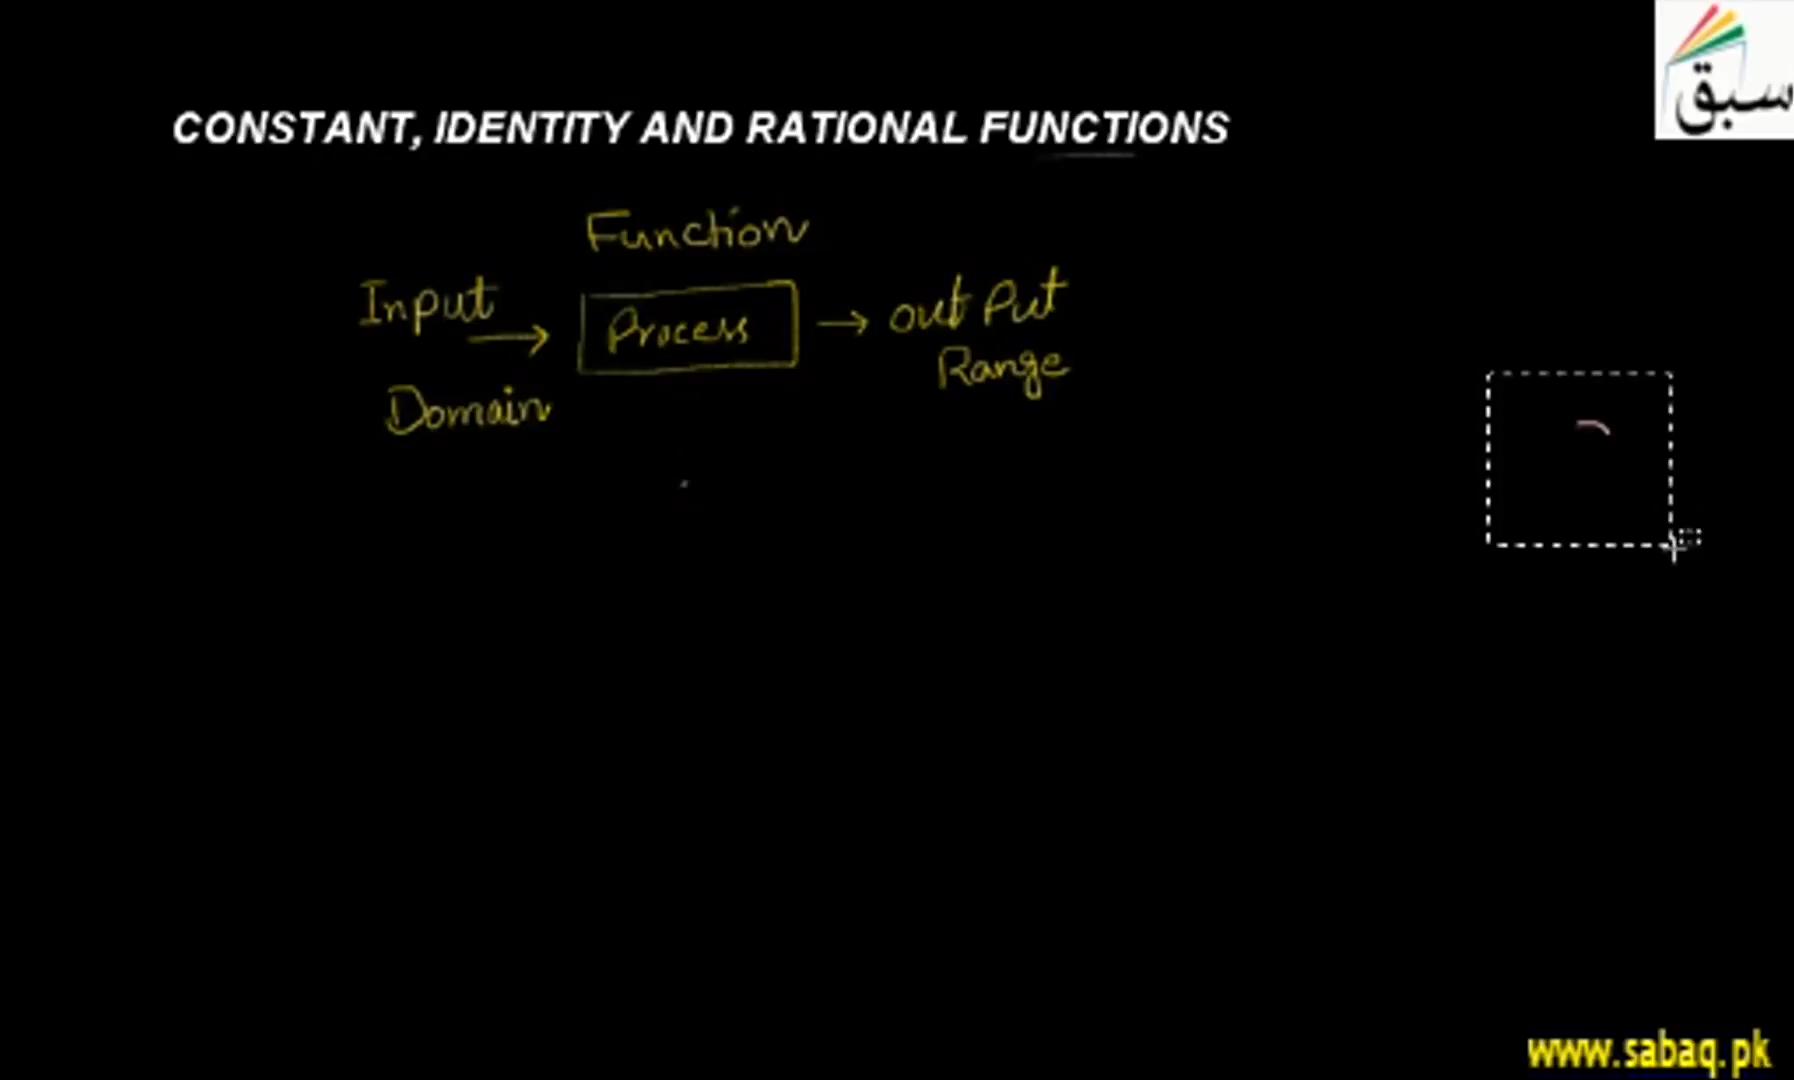 سبق
CONSTANT, IDENTITY AND RATIONAL FUNCTIONS
Function
Input → Process → out Put
Range
Domain
www.sabaq.pk